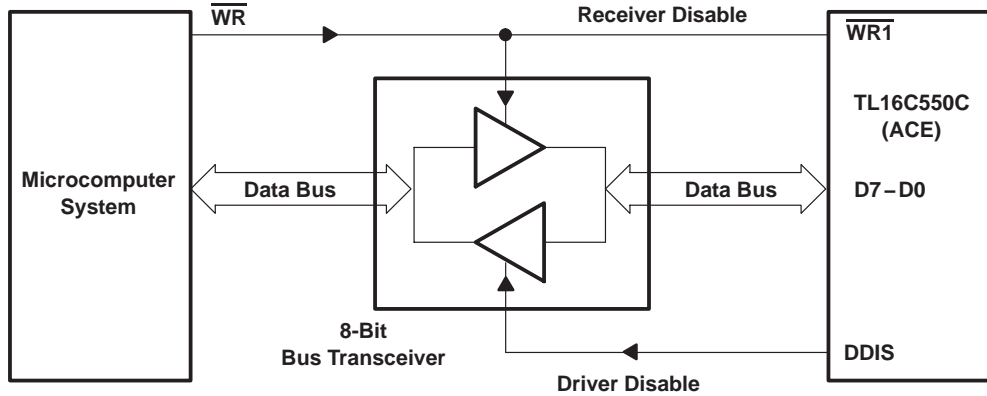 WR
Receiver Disable
WR1
TL16C550C
(ACE)
Microcomputer
System
Data Bus
Data Bus
D7–D0
8-Bit
Bus Transceiver
DDIS
Driver Disable